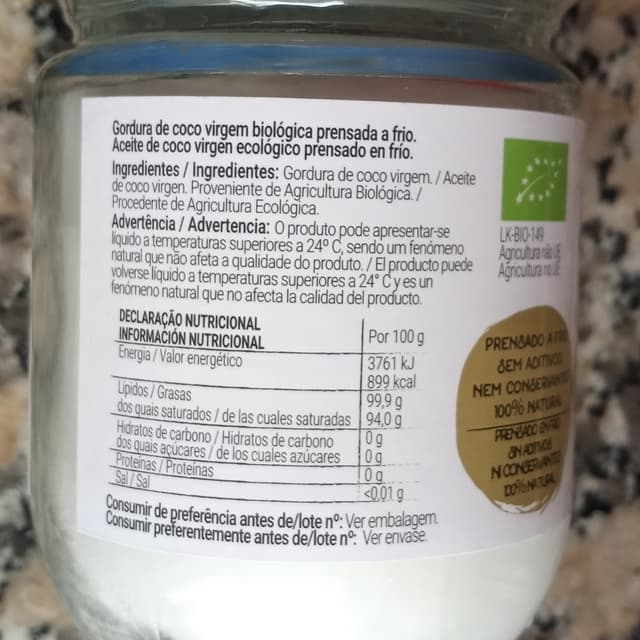 Gordura de coco virgem biológica prensada a frio.
Aceite de coco virgen ecológico prensado en frío.
Ingredientes / Ingredientes: Gordura de coco virgem. / Aceite
de coco virgen. Proveniente de Agricultura Biológica. /
Procedente de Agricultura Ecológica.
Advertência / Advertencia: O produto pode apresentar-se
líquido a temperaturas superiores a 24º C, sendo um fenómeno
natural que não afeta a qualidade do produto. / El producto puede
volverse líquido a temperaturas superiores a 24º C y es un
fenómeno natural que no afecta la calidad del producto.
LK-BIO-149
Agricultura não UE
Agricultura no UE
DECLARAÇÃO NUTRICIONAL
INFORMACIÓN NUTRICIONAL Por 100 g
Energia / Valor energético 3761 kJ
899 kcal
Lípidos / Grasas 99,9 g
dos quais saturados / de las cuales saturadas 94,0 g
Hidratos de carbono / Hidratos de carbono 0 g
dos quais açúcares / de los cuales azúcares 0 g
Proteínas / Proteínas 0 g
Sal / Sal <0,01 g
Consumir de preferência antes de/lote nº: Ver embalagem.
Consumir preferentemente antes de/lote nº: Ver envase.
PRENSADO A
SEM ADITIVOS
NEM CONSERVANTES
100% NATURAL
PRENSADO EN FRÍO
SIN ADITIVOS
NI CONSERVANTES
100% NATURAL